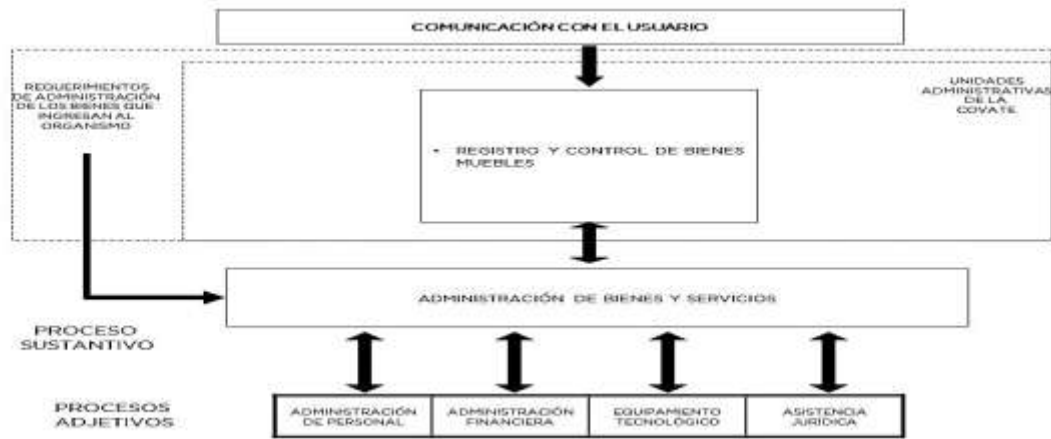 COMUNICACIÓN CON EL USUARIO
REQUERIMIENTOS
DE ADMINISTRACIÓN
DE LOS BIENES QUE
INGRESAN AL
ORGANISMO
UNIDADES
ADMINISTRATIVAS
DE LA
COVATE
• REGISTRO Y CONTROL DE BIENES
MUEBLES
ADMINISTRACIÓN DE BIENES Y SERVICIOS
PROCESO
SUSTANTIVO
PROCESOS
ADJETIVOS
ADMINISTRACIÓN
DE PERSONAL
ADMINISTRACIÓN
FINANCIERA
EQUIPAMIENTO
TECNOLÓGICO
ASISTENCIA
JURÍDICA